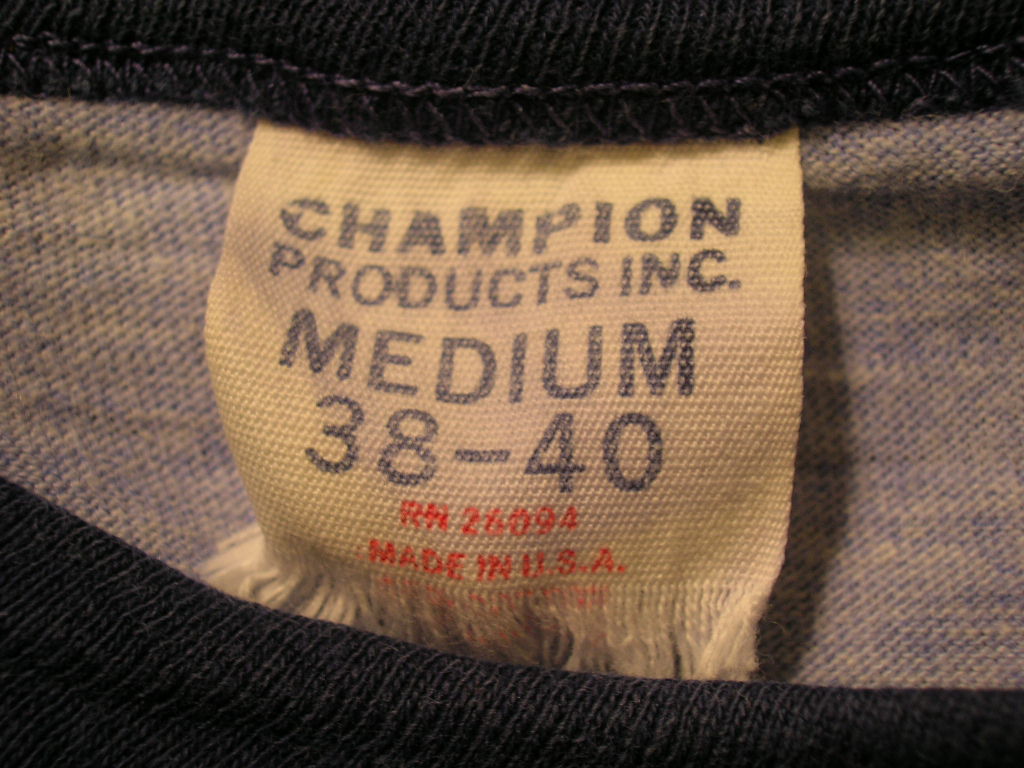 CHAMPION
PRODUCTS INC.
MEDIUM
38-40
RN 26094
MADE IN U.S.A.